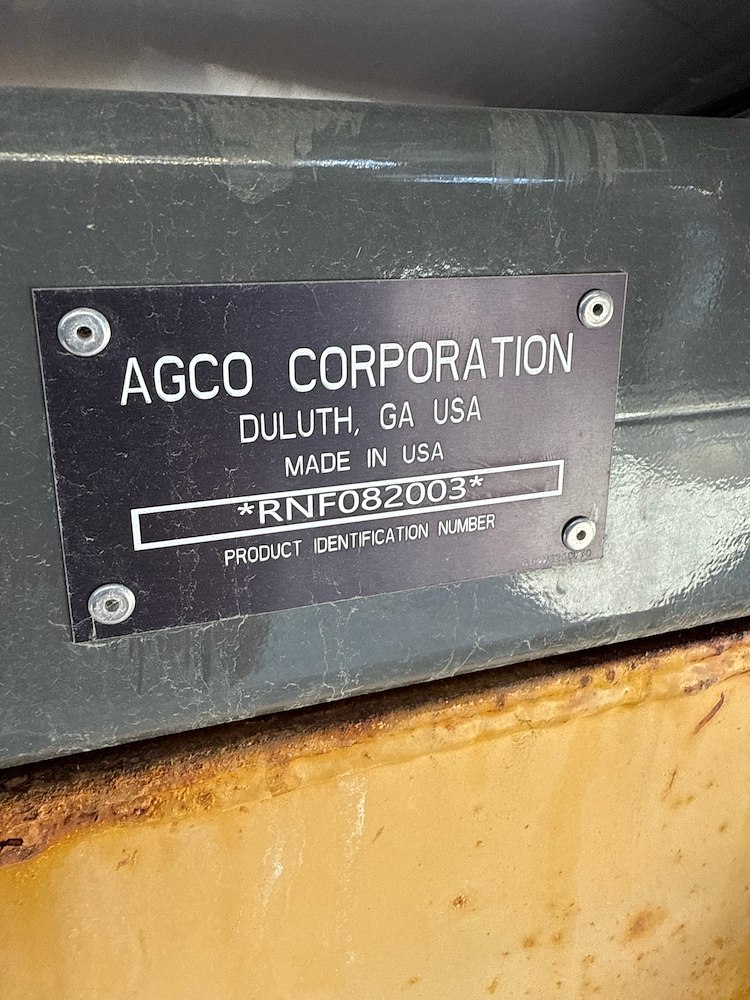 AGCO CORPORATION
DULUTH, GA USA
MADE IN USA
*RNF082003*
PRODUCT IDENTIFICATION NUMBER